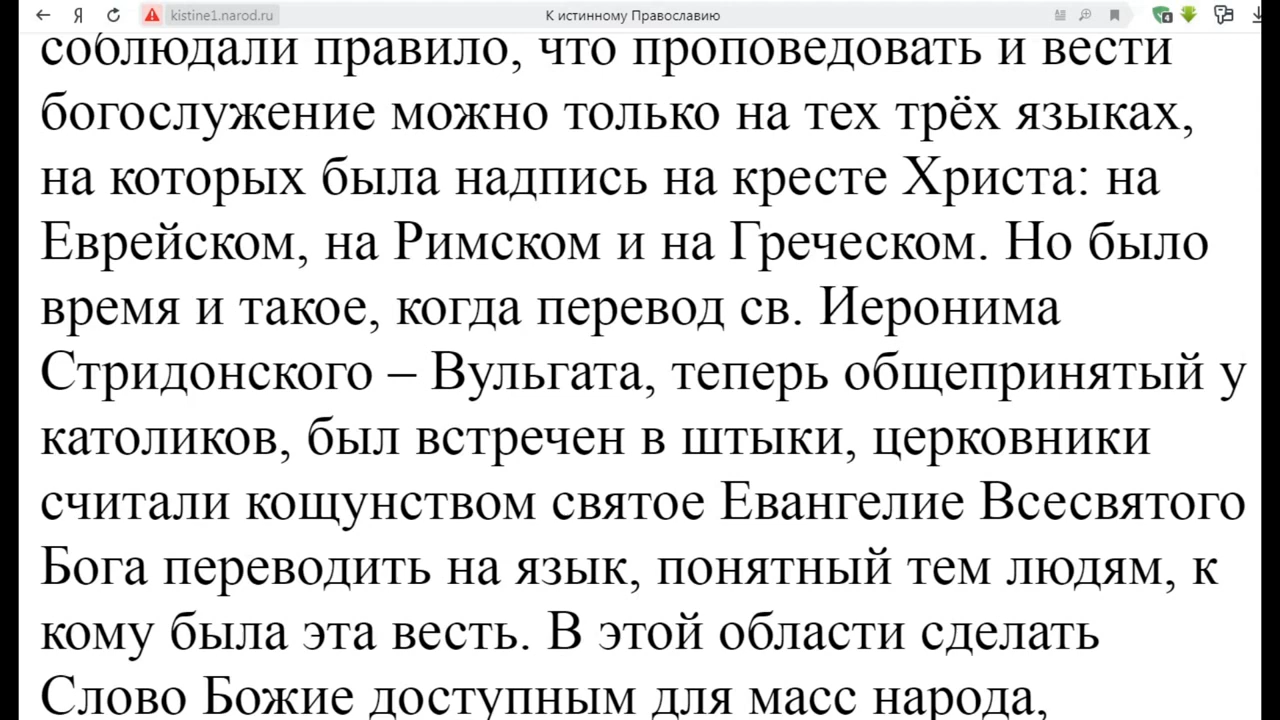 kistine1.narod.ru
К истинному Православию
соблюдали правило, что проповедовать и вести
богослужение можно только на тех трёх языках,
на которых была надпись на кресте Христа: на
Еврейском, на Римском и на Греческом. Но было
время и такое, когда перевод св. Иеронима
Стридонского – Вульгата, теперь общепринятый у
католиков, был встречен в штыки, церковники
считали кощунством святое Евангелие Всесвятого
Бога переводить на язык, понятный тем людям, к
кому была эта весть. В этой области сделать
Слово Божие доступным для масс народа,